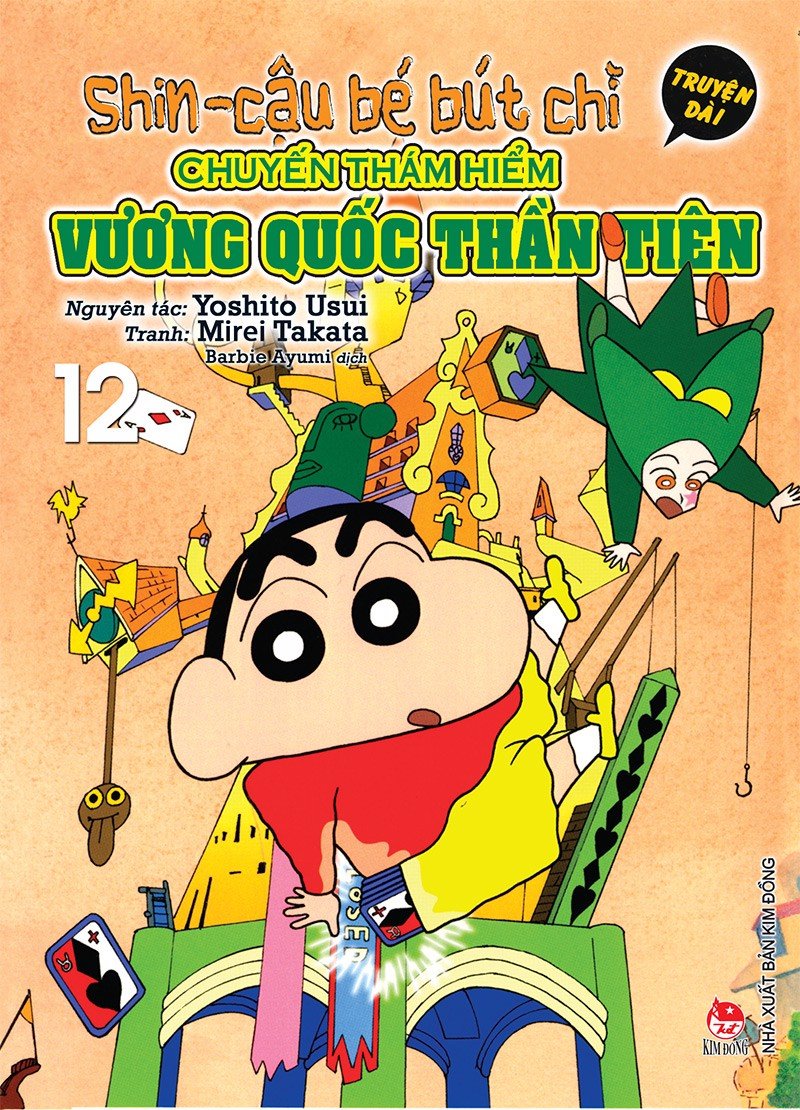 Shin-cậu bé bút chì
TRUYỆN
DÀI
CHUYẾN THÁM HIỂM
VƯƠNG QUỐC THẦN TIÊN
Nguyên tác: Yoshito Usui
Tranh: Mirei Takata
Barbie Ayumi dịch
12
A
A
LOSER
NHÀ XUẤT BẢN KIM ĐỒNG
KIM ĐỒNG